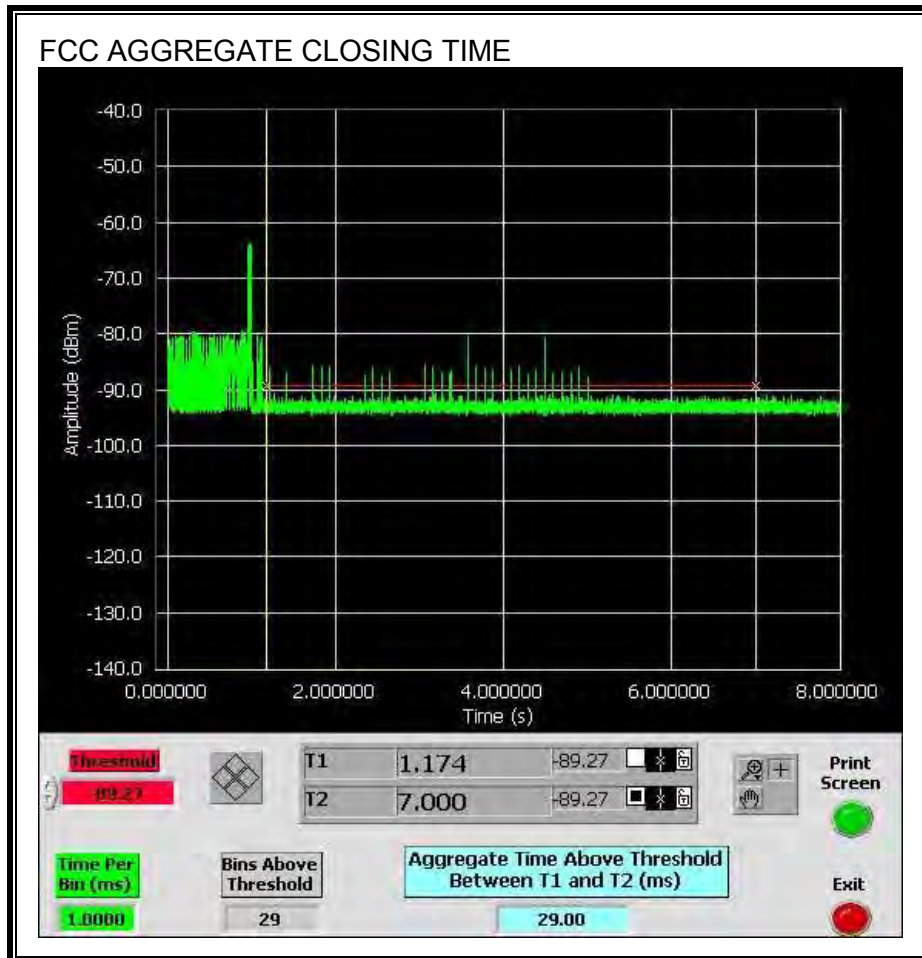 FCC AGGREGATE CLOSING TIME
-40.0
-50.0
-60.0
-70.0
-80.0
-90.0
-100.0
-110.0
-120.0
-130.0
-140.0
Amplitude (dBm)
0.000000 2.000000 4.000000 6.000000 8.000000
Time (s)
Threshold
-89.27
T1 1.174 -89.27
T2 7.000 -89.27
Print Screen
Time Per Bin (ms)
1.0000
Bins Above Threshold
29
Aggregate Time Above Threshold
Between T1 and T2 (ms)
29.00
Exit